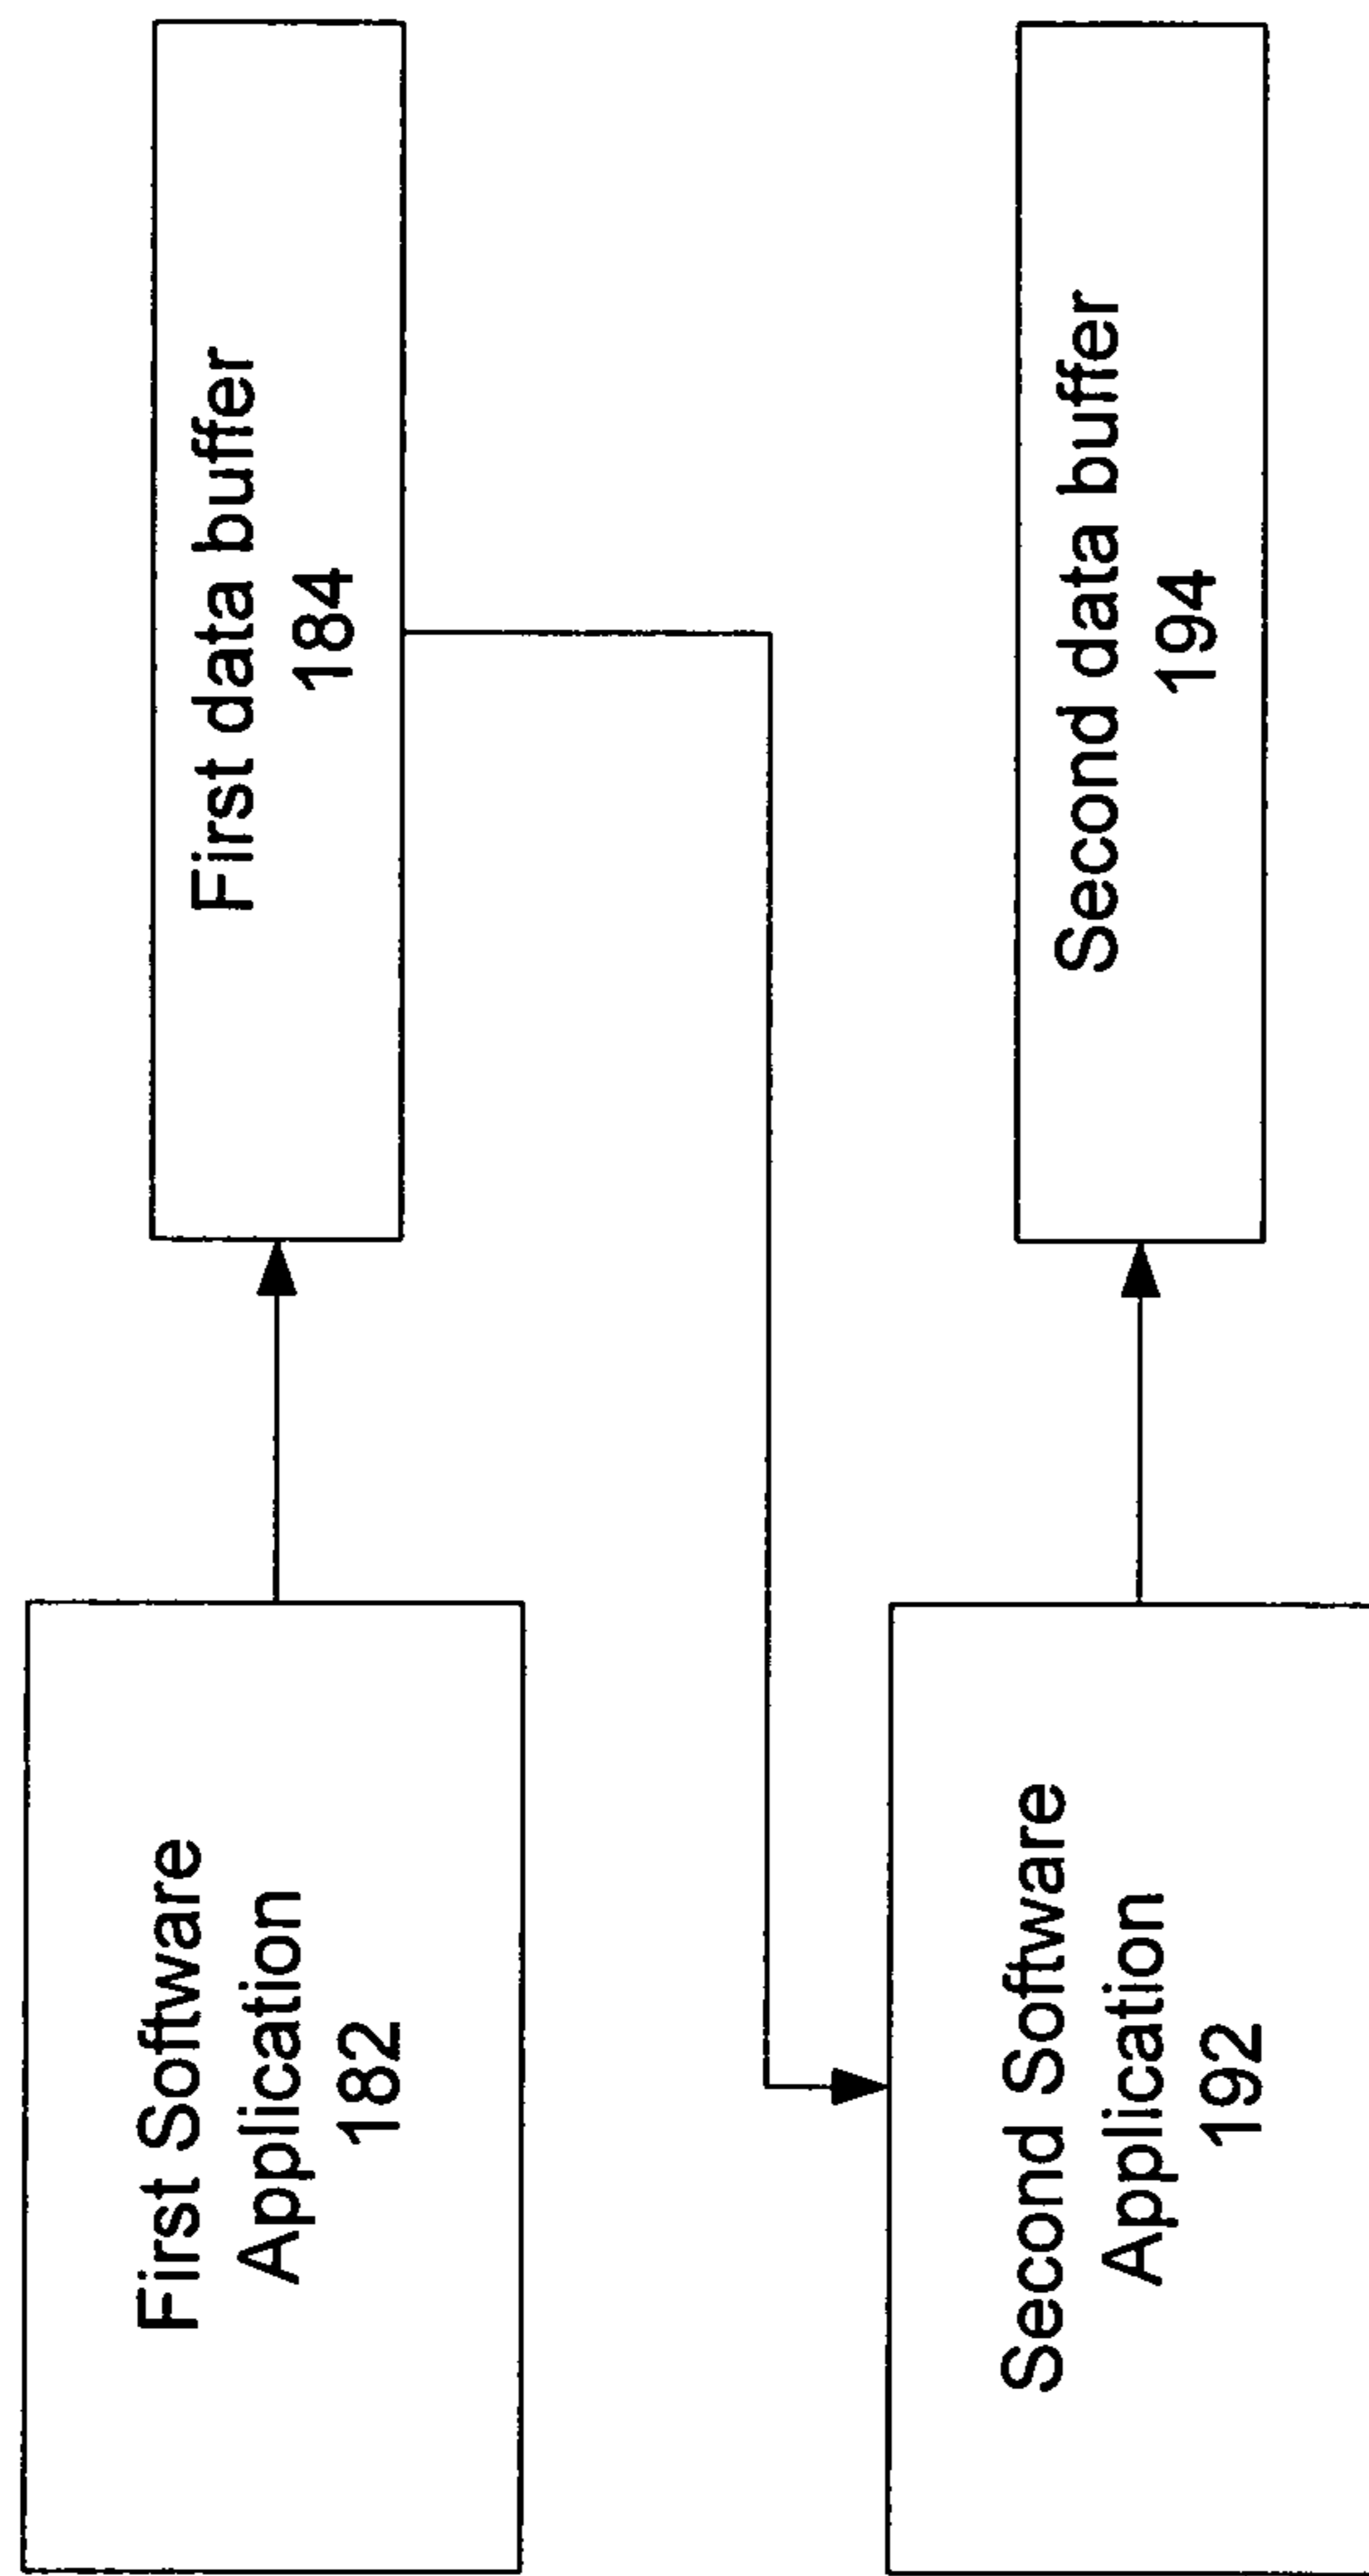 First Software
Application
182
First data buffer
184
Second Software
Application
192
Second data buffer
194